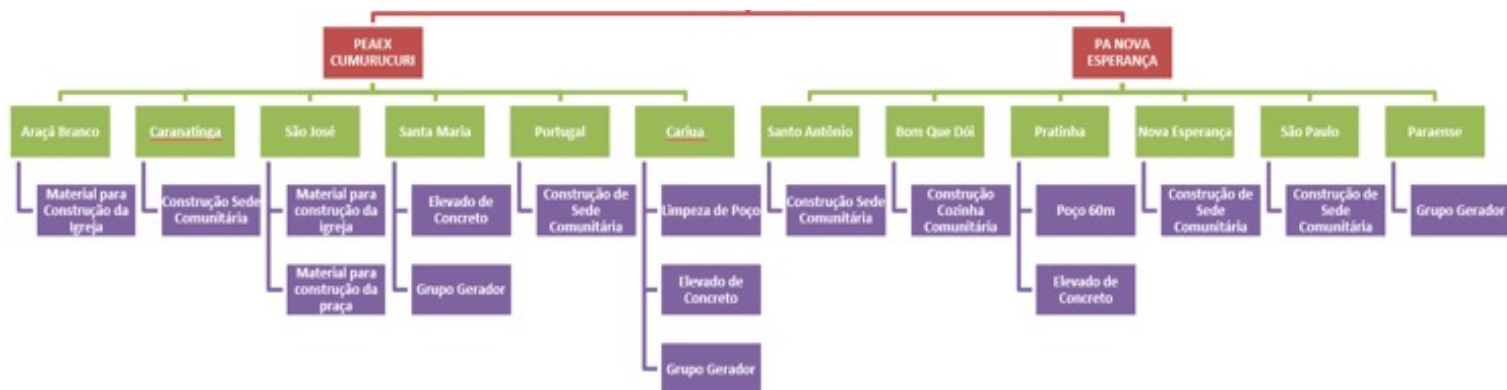 PEAEX
CUMURUCURI
PA NOVA
ESPERANÇA
Araçá Branco
Caranatinga
São José
Santa Maria
Portugal
Cariua
Santo Antônio
Bom Que Dói
Pratinha
Nova Esperança
São Paulo
Paraense
Material para
Construção da
Igreja
Construção Sede
Comunitária
Material para
construção da
igreja
Elevado de
Concreto
Construção de
Sede
Comunitária
Limpeza de Poço
Construção Sede
Comunitária
Construção
Cozinha
Comunitária
Poço 60m
Construção de
Sede
Comunitária
Construção de
Sede
Comunitária
Grupo Gerador
Material para
construção da
praça
Grupo Gerador
Elevado de
Concreto
Elevado de
Concreto
Grupo Gerador